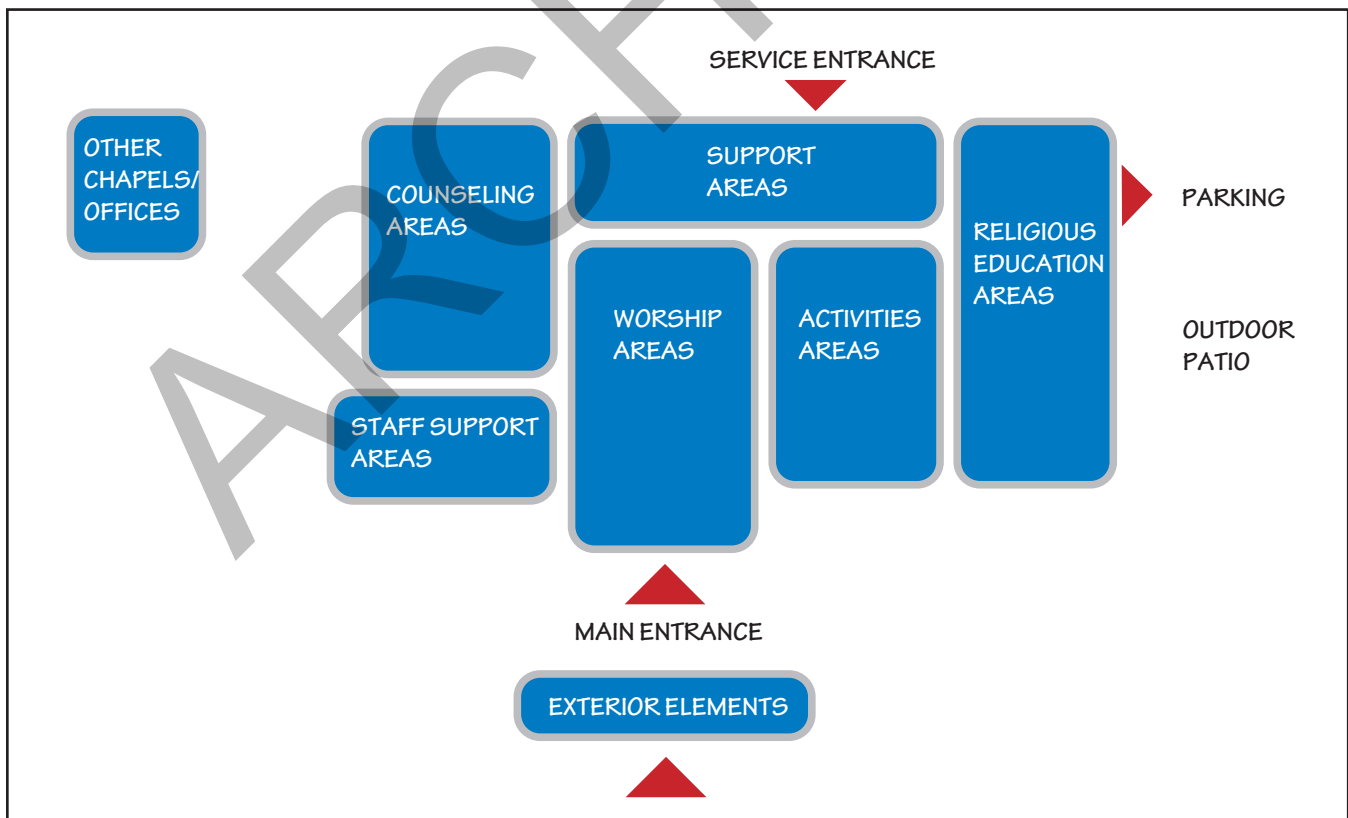 SERVICE ENTRANCE
OTHER
CHAPELS/
OFFICES
COUNSELING
AREAS
SUPPORT
AREAS
RELIGIOUS
EDUCATION
AREAS
PARKING
WORSHIP
AREAS
ACTIVITIES
AREAS
OUTDOOR
PATIO
STAFF SUPPORT
AREAS
MAIN ENTRANCE
EXTERIOR ELEMENTS
ARCH